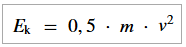 Eₖ = 0,5 · m · v²